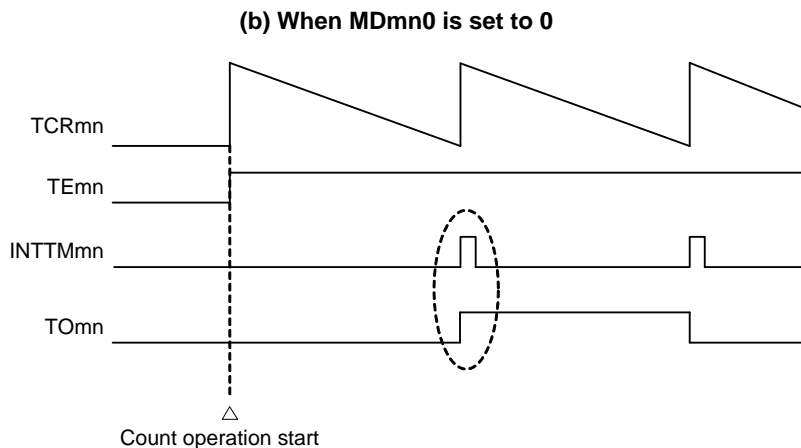 (b) When MDmn0 is set to 0
TCRmn
TEmn
INTTMmn
TOmn
Count operation start